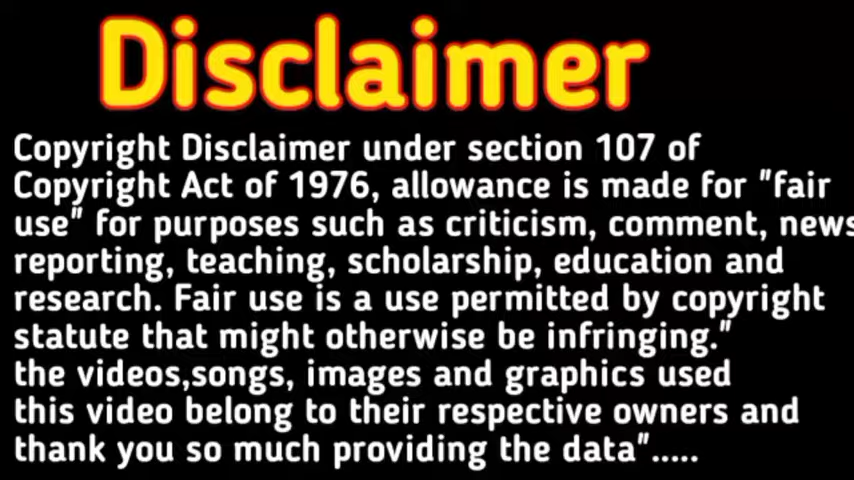 Disclaimer
Copyright Disclaimer under section 107 of
Copyright Act of 1976, allowance is made for "fair
use" for purposes such as criticism, comment, news
reporting, teaching, scholarship, education and
research. Fair use is a use permitted by copyright
statute that might otherwise be infringing."
the videos,songs, images and graphics used
this video belong to their respective owners and
thank you so much providing the data".....